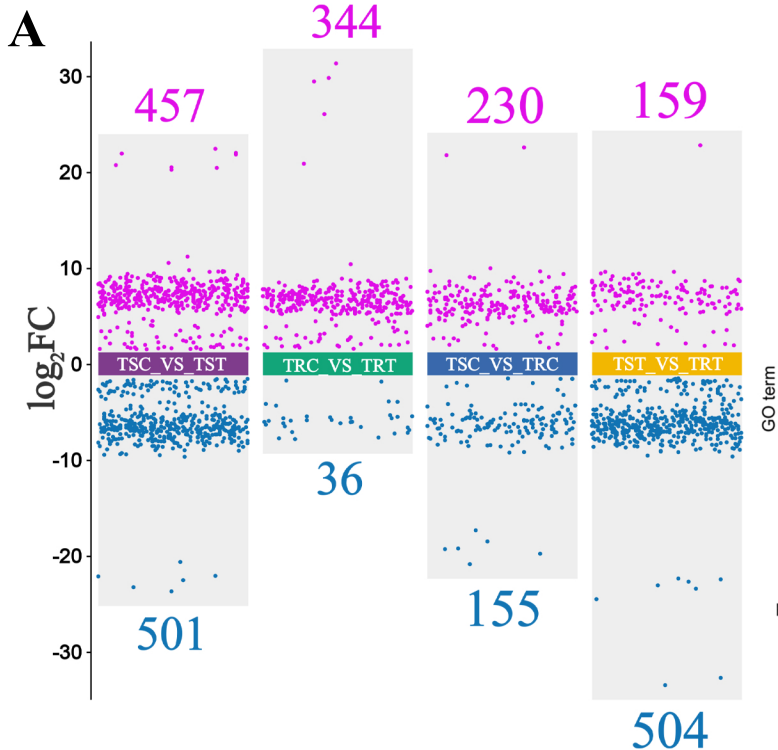 A
344
457
230
159
30
20
10
0
-10
-20
-30
log₂FC
TSC_VS_TST
TRC_VS_TRT
TSC_VS_TRC
TST_VS_TRT
36
155
501
504
GO term